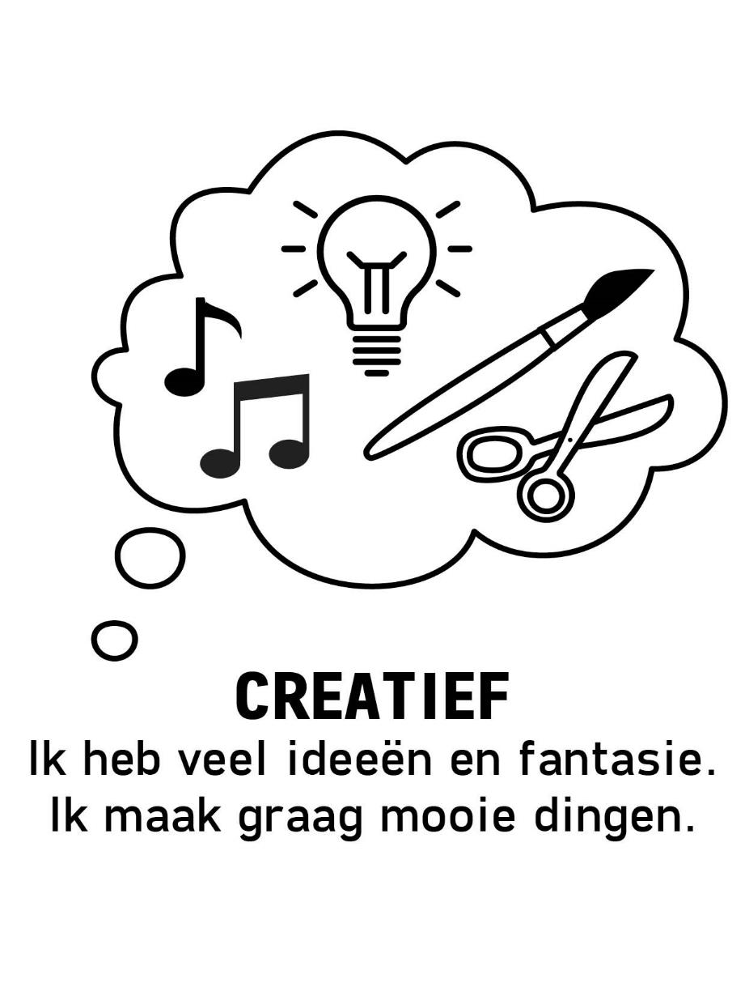 CREATIEF
Ik heb veel ideeën en fantasie.
Ik maak graag mooie dingen.